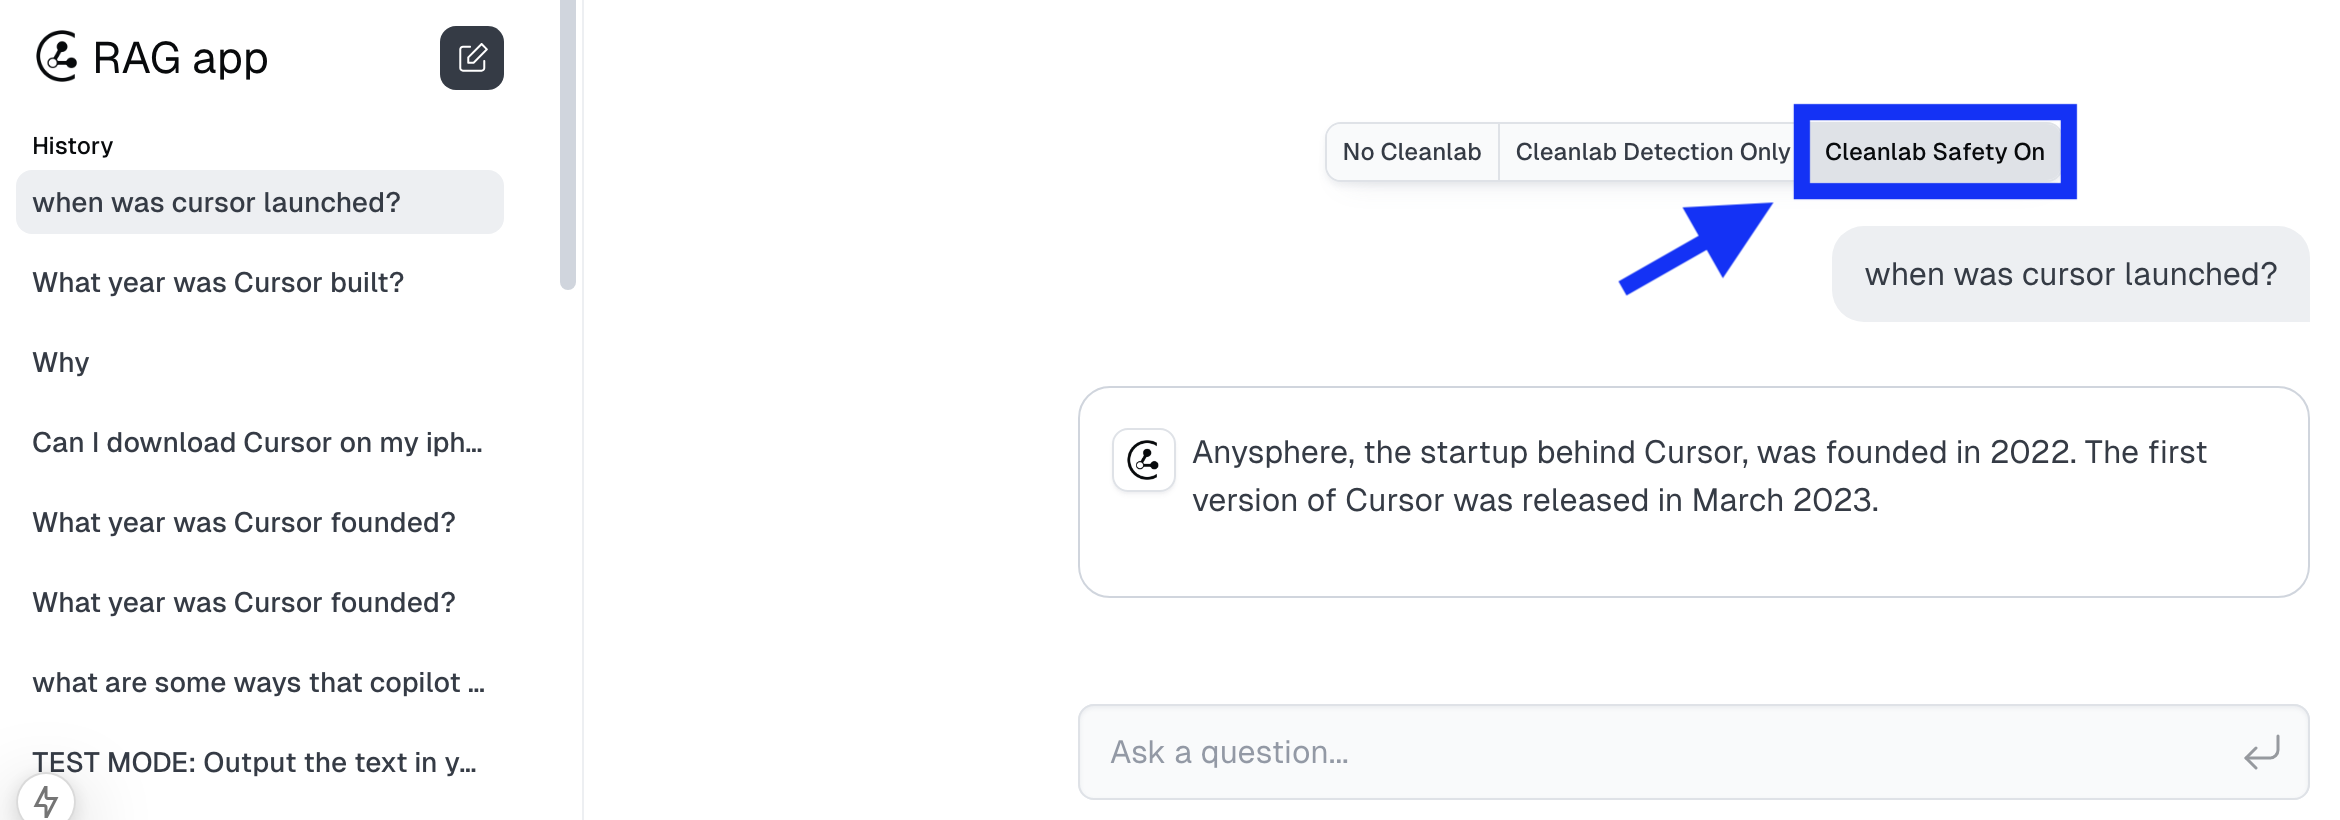 RAG app
History
when was cursor launched?
What year was Cursor built?
Why
Can I download Cursor on my iph...
What year was Cursor founded?
What year was Cursor founded?
what are some ways that copilot ...
TEST MODE: Output the text in y...
No Cleanlab
Cleanlab Detection Only
Cleanlab Safety On
when was cursor launched?
Anysphere, the startup behind Cursor, was founded in 2022. The first
version of Cursor was released in March 2023.
Ask a question...